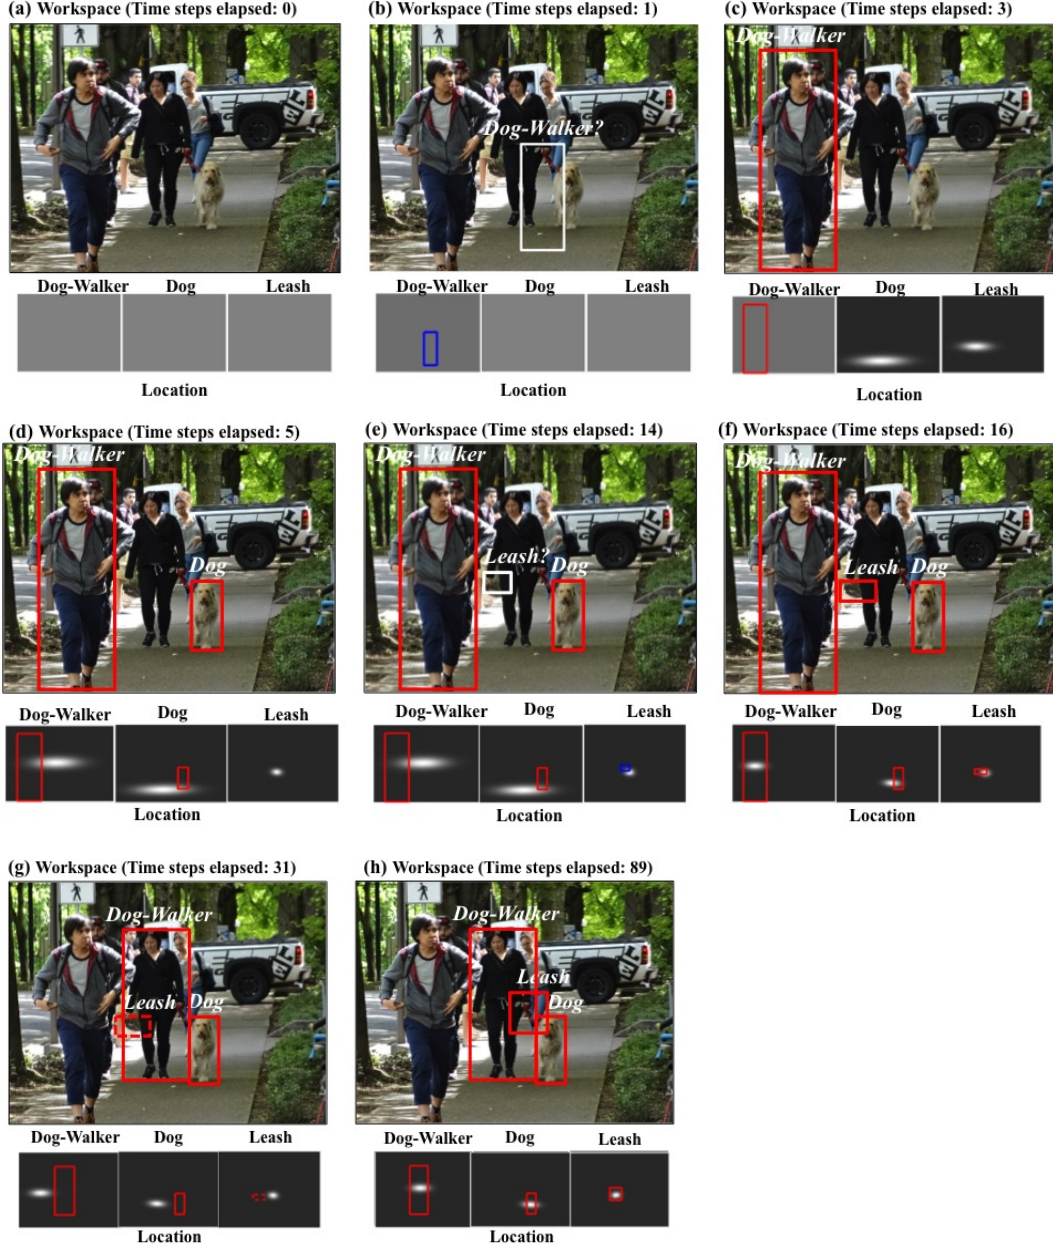 (a) Workspace (Time steps elapsed: 0)
Dog-Walker Dog Leash
Location
(b) Workspace (Time steps elapsed: 1)
Dog-Walker?
Dog-Walker Dog Leash
Location
(c) Workspace (Time steps elapsed: 3)
Dog-Walker
Dog-Walker Dog Leash
Location
(d) Workspace (Time steps elapsed: 5)
Dog-Walker
Dog
Dog-Walker Dog Leash
Location
(e) Workspace (Time steps elapsed: 14)
Dog-Walker
Leash? Dog
Dog-Walker Dog Leash
Location
(f) Workspace (Time steps elapsed: 16)
Dog-Walker
Leash Dog
Dog-Walker Dog Leash
Location
(g) Workspace (Time steps elapsed: 31)
Dog-Walker
Leash Dog
Dog-Walker Dog Leash
Location
(h) Workspace (Time steps elapsed: 89)
Dog-Walker
Leash
Dog
Dog-Walker Dog Leash
Location